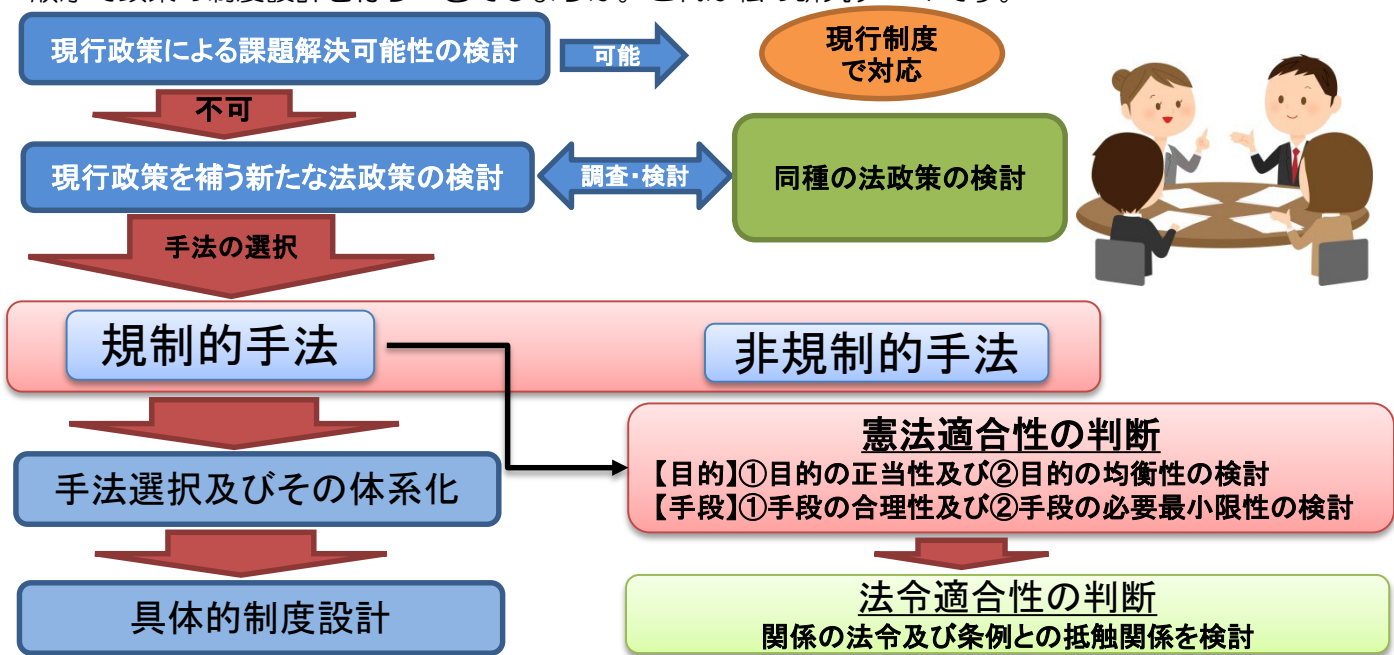 現行政策による課題解決可能性の検討
可能
現行制度
で対応
不可
現行政策を補う新たな法政策の検討
調査・検討
同種の法政策の検討
手法の選択
規制的手法
非規制的手法
手法選択及びその体系化
具体的制度設計
憲法適合性の判断
【目的】①目的の正当性及び②目的の均衡性の検討
【手段】①手段の合理性及び②手段の必要最小限性の検討
法令適合性の判断
関係の法令及び条例との抵触関係を検討